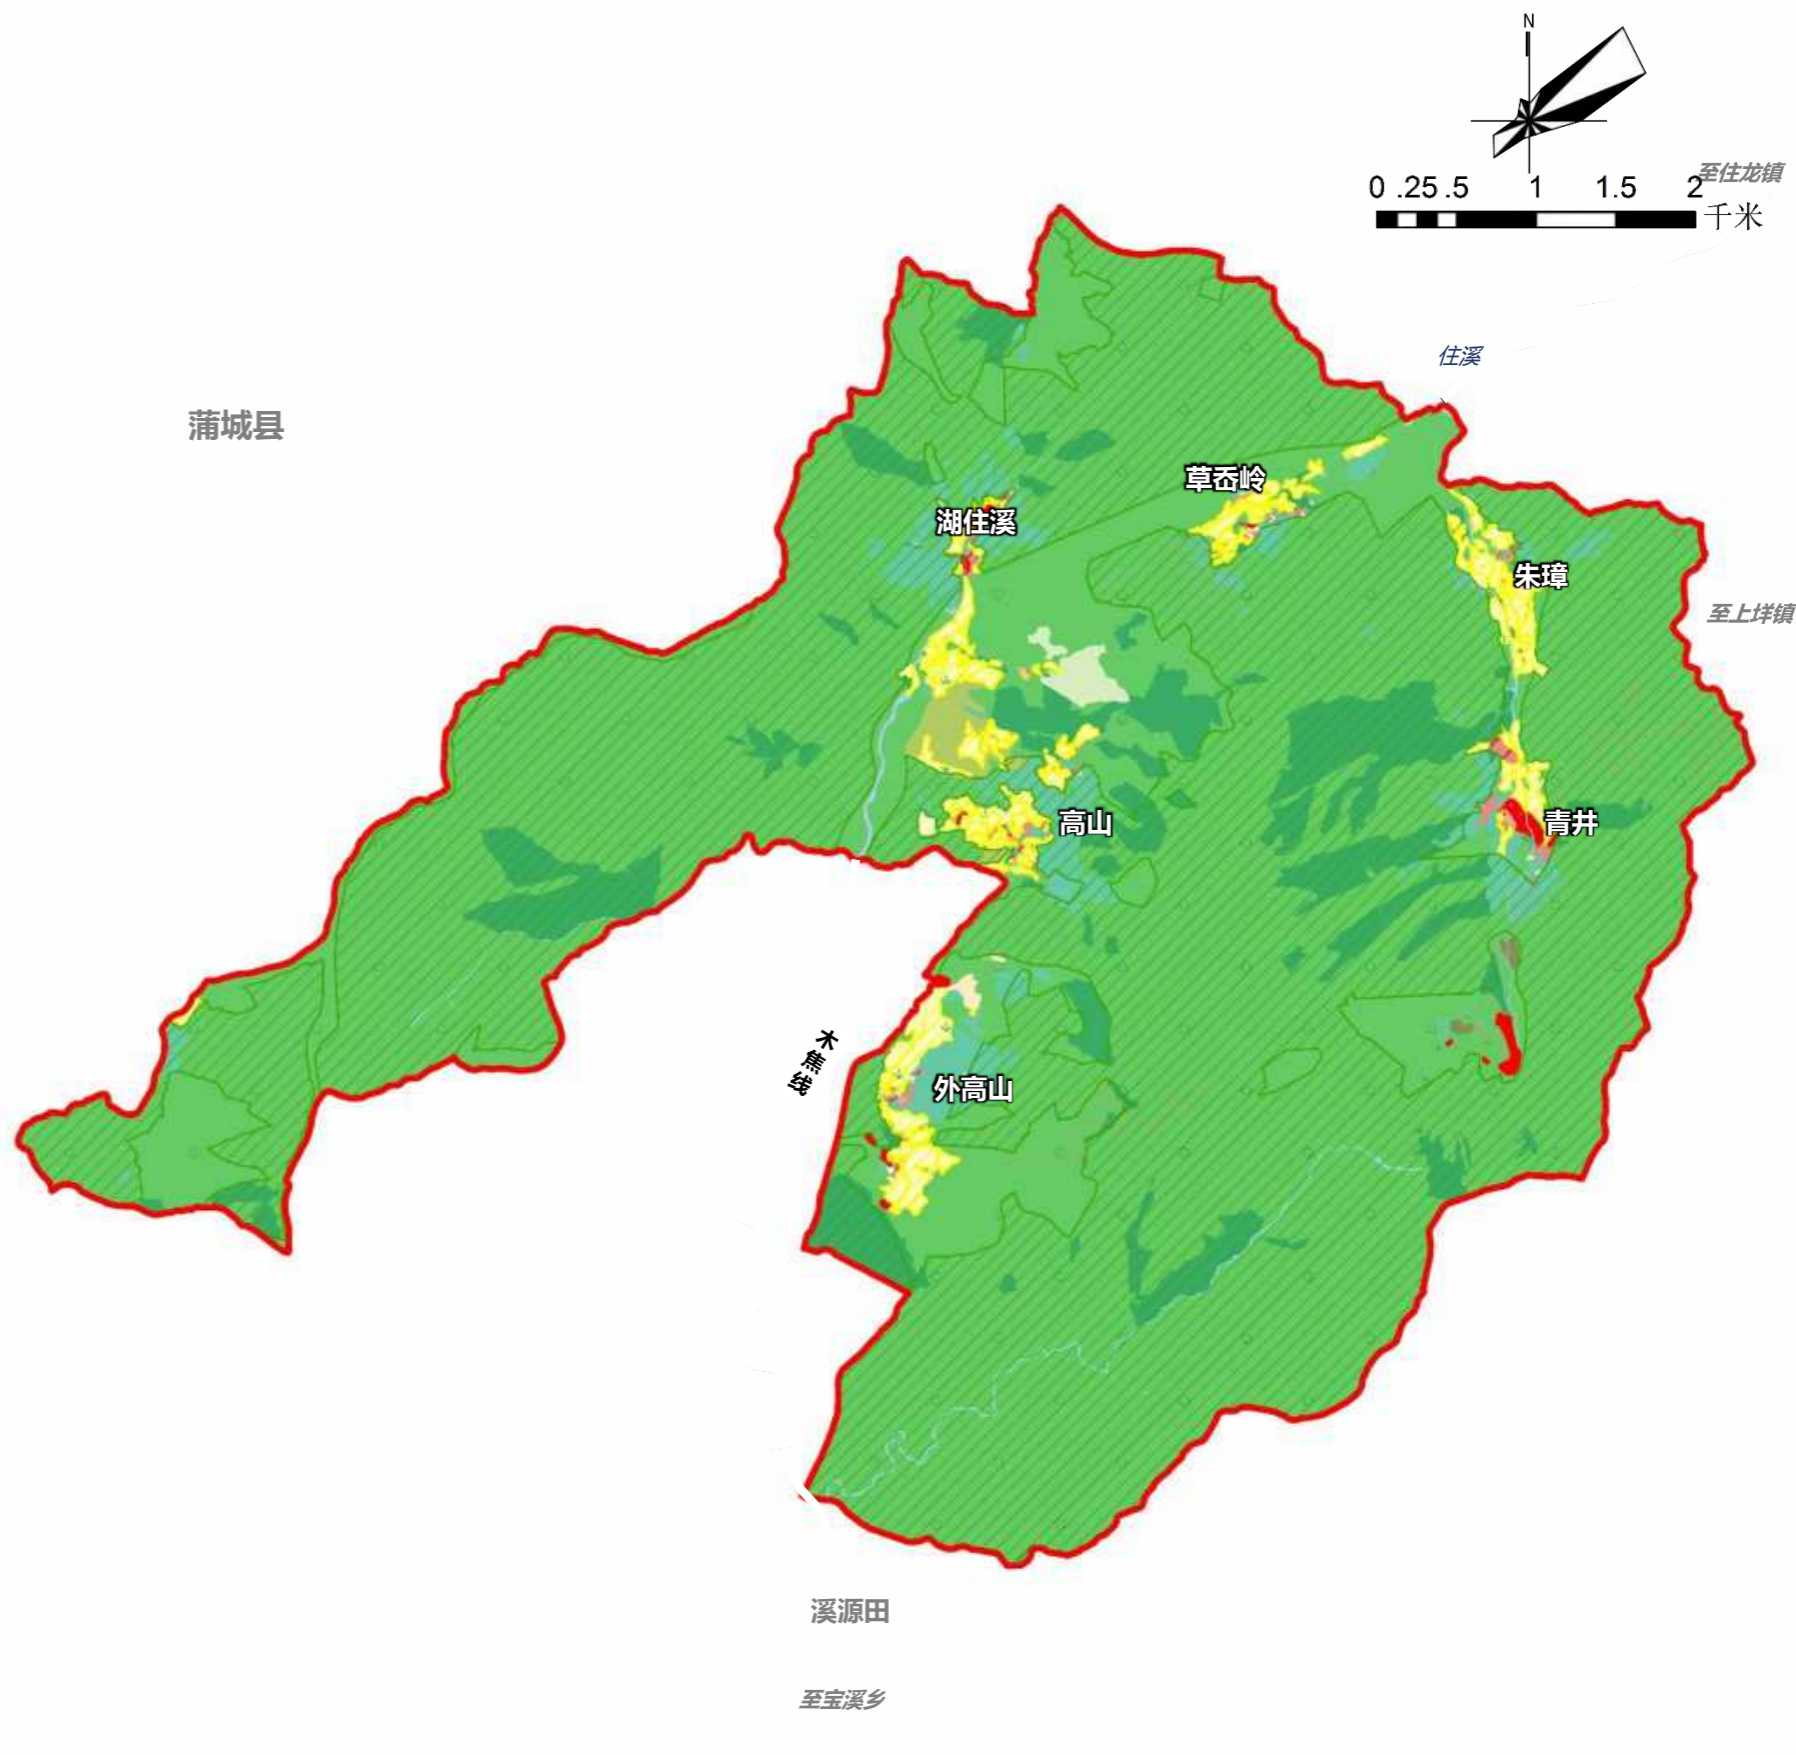 N
0 .25 .5 1 1.5 2
千米
至住龙镇
住溪
蒲城县
草岙岭
湖住溪
朱璋
至上垟镇
高山
青井
木焦线
外高山
溪源田
至宝溪乡